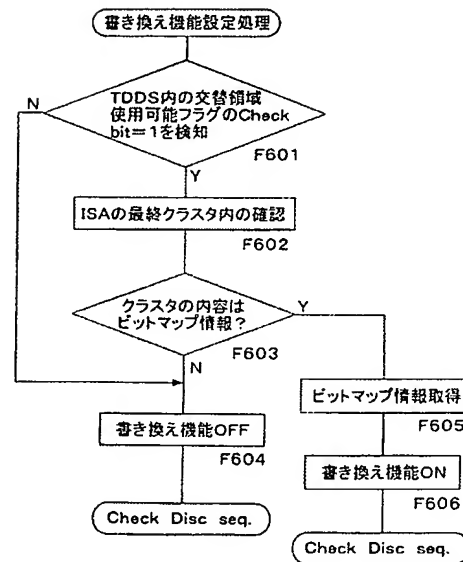 書き換え機能設定処理
N
TDDS内の交替領域
使用可能フラグのCheck
bit=1を検知
F601
Y
ISAの最終クラスタ内の確認
F602
クラスタの内容は
ビットマップ情報?
Y
F603
N
ビットマップ情報取得
書き換え機能OFF
F605
F604
書き換え機能ON
F606
Check Disc seq.
Check Disc seq.